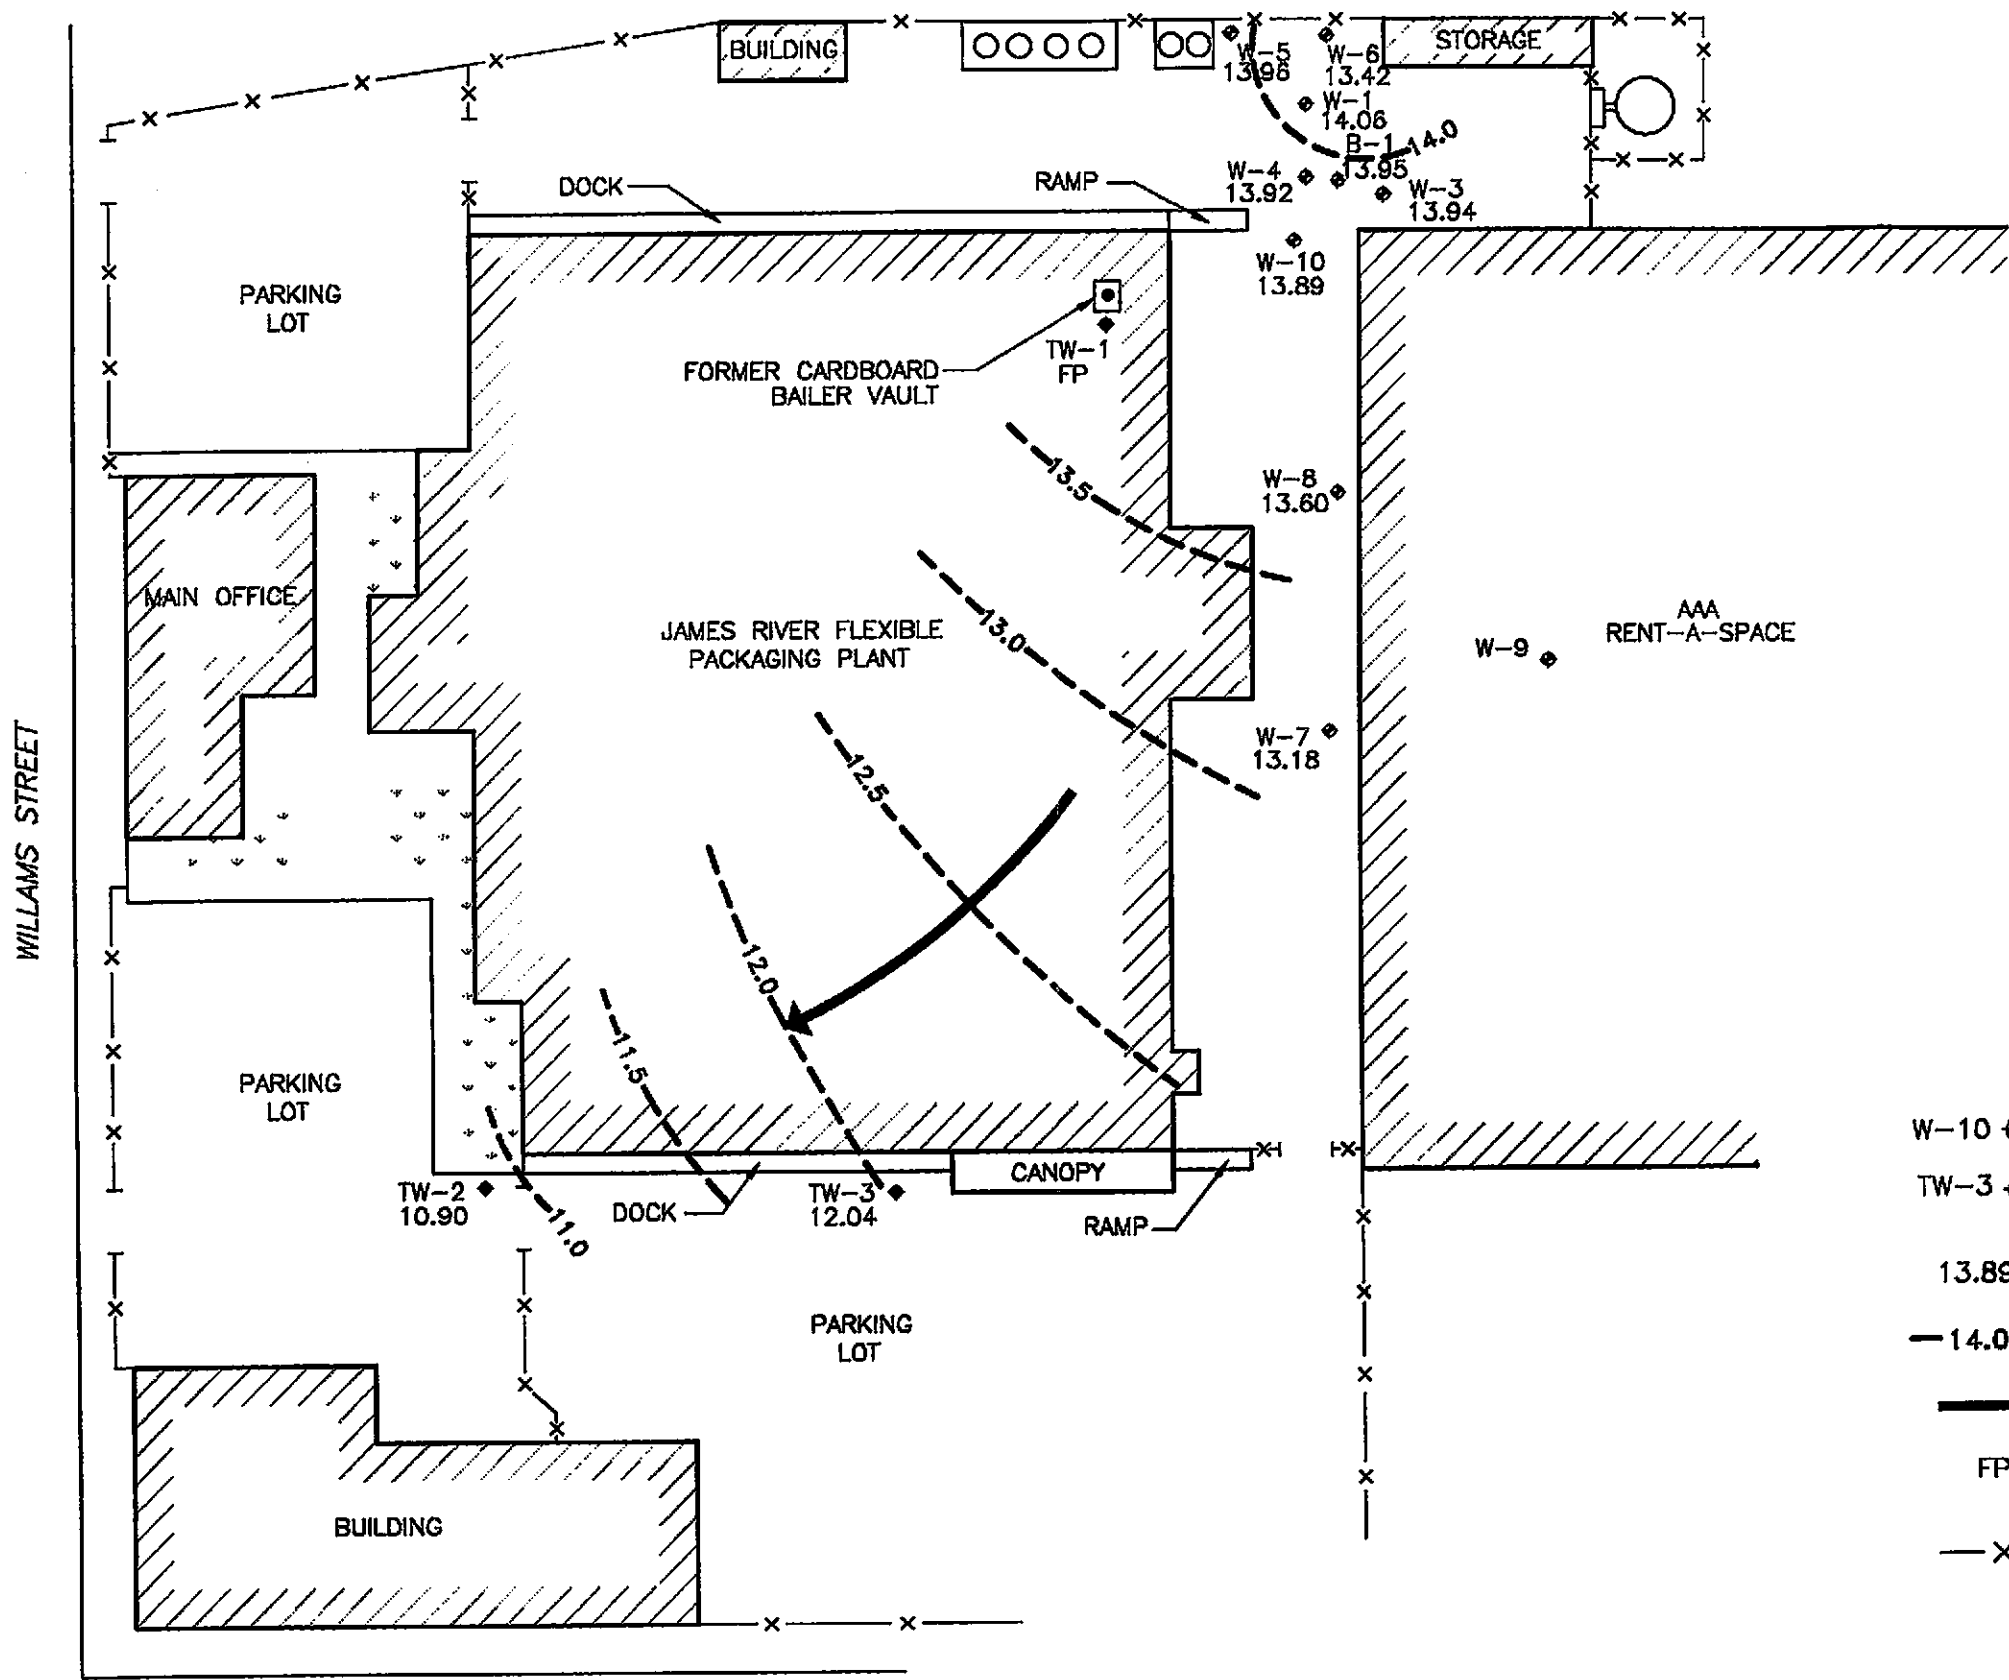 BUILDING
STORAGE
W-5
13.96
W-6
13.42
W-1
14.06
B-1
13.95
14.0
DOCK
RAMP
W-4
13.92
W-3
13.94
W-10
13.89
PARKING
LOT
TW-1
FP
FORMER CARDBOARD
BAILER VAULT
13.5
W-8
13.60
MAIN OFFICE
JAMES RIVER FLEXIBLE
PACKAGING PLANT
13.0
AAA
RENT-A-SPACE
W-9
W-7
13.18
12.5
WILLAMS STREET
12.0
11.5
PARKING
LOT
W-10
CANOPY
TW-2
10.90
11.0
DOCK
TW-3
12.04
RAMP
TW-3
13.89
PARKING
LOT
14.0
FP
BUILDING